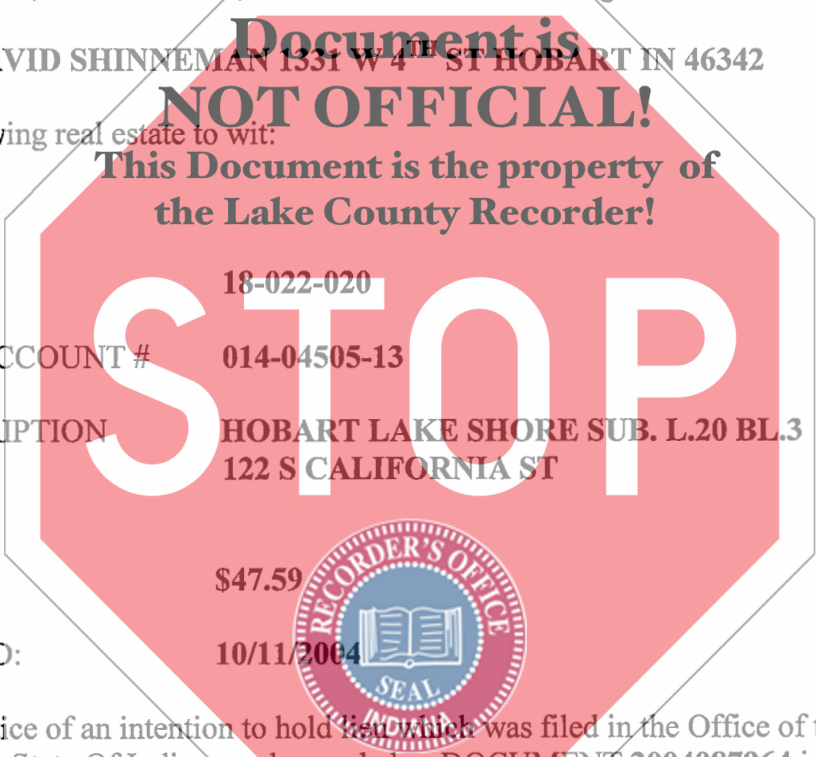 Document is
VID SHINNEMAN 1331 W 4TH ST HOBART IN 46342
NOT OFFICIAL!
ving real estate to wit:
This Document is the property of
the Lake County Recorder!
STOP
18-022-020
CCOUNT # 014-04505-13
IPTION HOBART LAKE SHORE SUB. L.20 BL.3
122 S CALIFORNIA ST
$47.59
RECORDER'S OFFICE
SEAL
INDIANA
D: 10/11/2004
ice of an intention to hold lien which was filed in the Office of